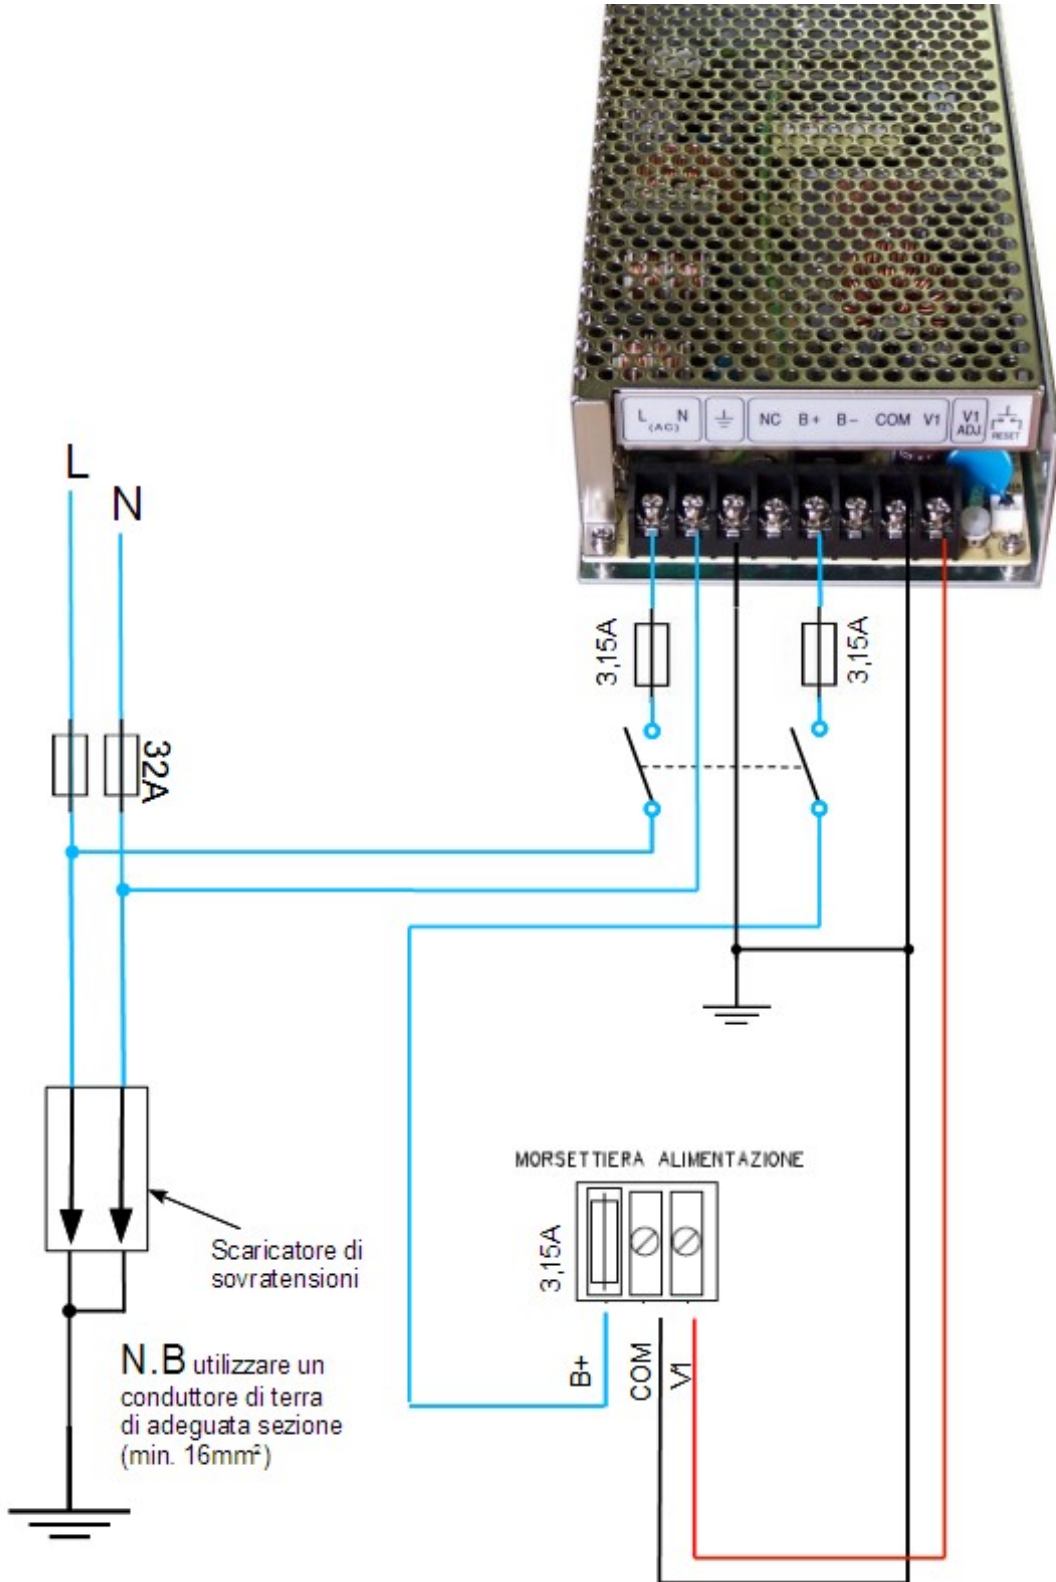 L N ⏚ NC B+ B- COM V1 V1
(AC) ADJ RESET
L
N
3,15A
3,15A
32A
MORSETTIERA ALIMENTAZIONE
3,15A
Scaricatore di
sovratensioni
B+
COM
V1
N.B utilizzare un
conduttore di terra
di adeguata sezione
(min. 16mm²)